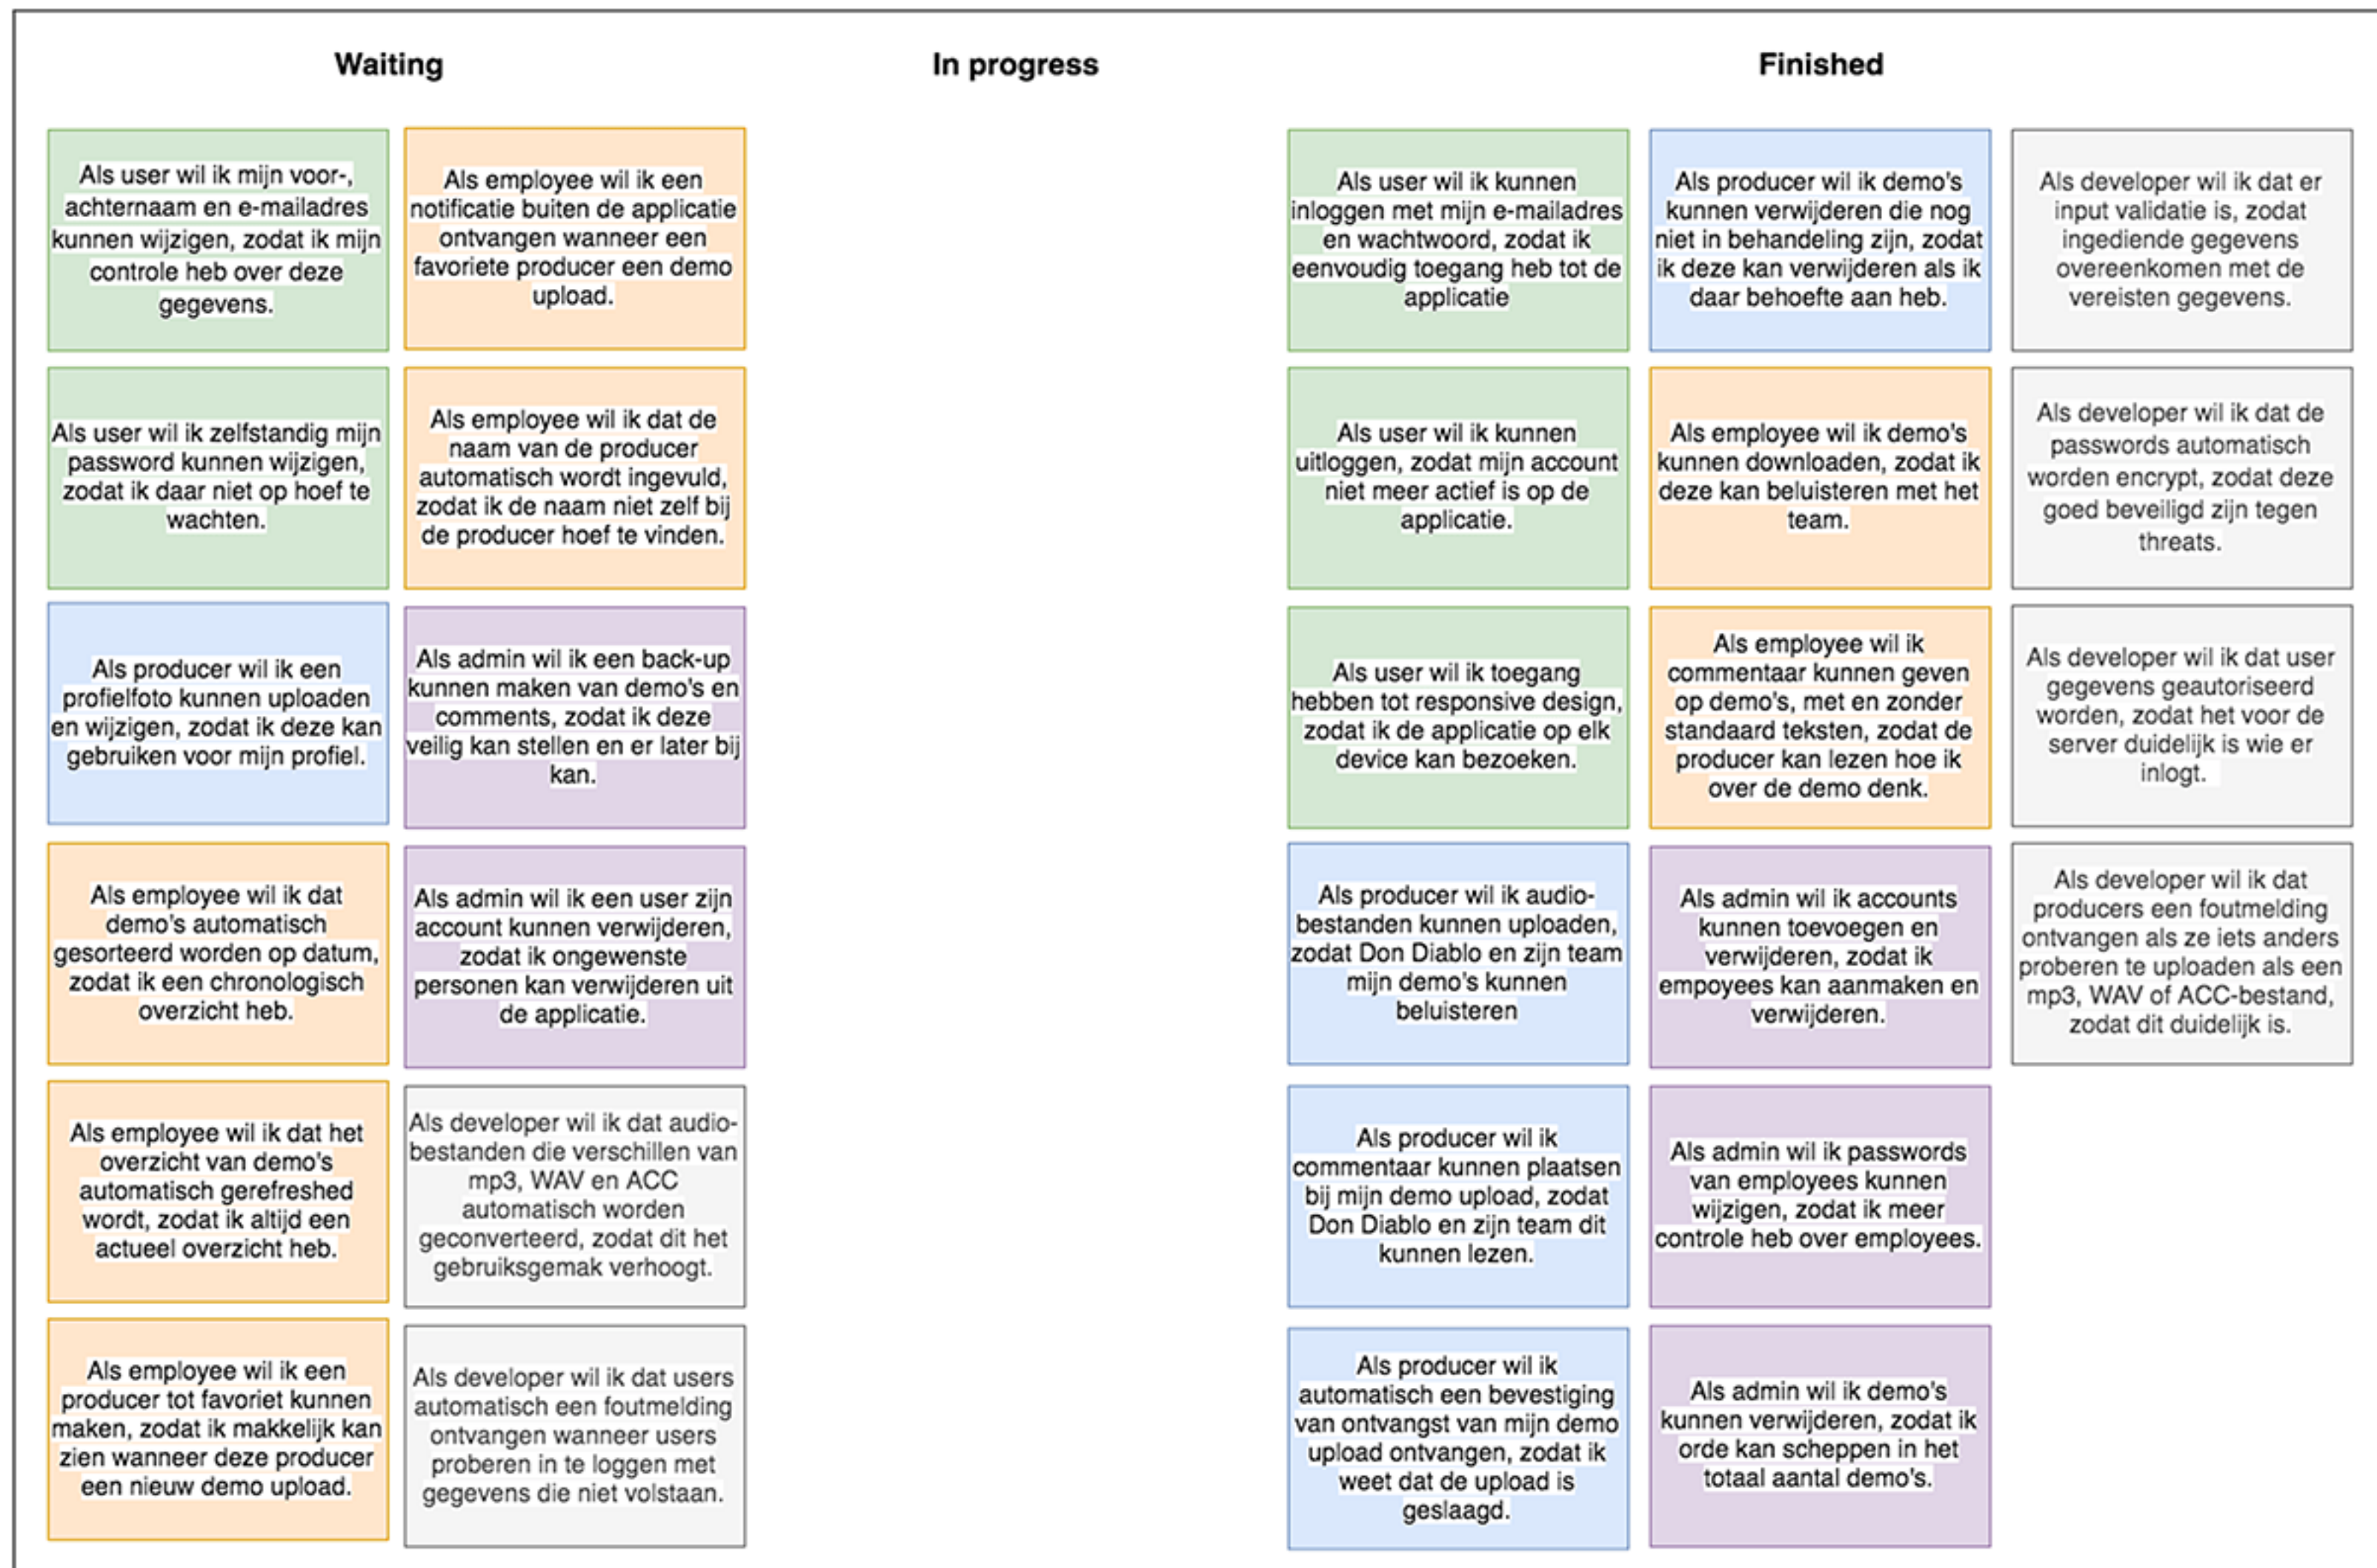 Waiting
In progress
Finished
Als user wil ik mijn voor-,
achternaam en e-mailadres
kunnen wijzigen, zodat ik mijn
controle heb over deze
gegevens.
Als employee wil ik een
notificatie buiten de applicatie
ontvangen wanneer een
favoriete producer een demo
upload.
Als user wil ik kunnen
inloggen met mijn e-mailadres
en wachtwoord, zodat ik
eenvoudig toegang heb tot de
applicatie
Als producer wil ik demo's
kunnen verwijderen die nog
niet in behandeling zijn, zodat
ik deze kan verwijderen als ik
daar behoefte aan heb.
Als developer wil ik dat er
input validatie is, zodat
ingediende gegevens
overeenkomen met de
vereisten gegevens.
Als user wil ik zelfstandig mijn
password kunnen wijzigen,
zodat ik daar niet op hoef te
wachten.
Als employee wil ik dat de
naam van de producer
automatisch wordt ingevuld,
zodat ik de naam niet zelf bij
de producer hoef te vinden.
Als user wil ik kunnen
uitloggen, zodat mijn account
niet meer actief is op de
applicatie.
Als employee wil ik demo's
kunnen downloaden, zodat ik
deze kan beluisteren met het
team.
Als developer wil ik dat de
passwords automatisch
worden encrypt, zodat deze
goed beveiligd zijn tegen
threats.
Als producer wil ik een
profielfoto kunnen uploaden
en wijzigen, zodat ik deze kan
gebruiken voor mijn profiel.
Als admin wil ik een back-up
kunnen maken van demo's en
comments, zodat ik deze
veilig kan stellen en er later bij
kan.
Als user wil ik toegang
hebben tot responsive design,
zodat ik de applicatie op elk
device kan bezoeken.
Als employee wil ik
commentaar kunnen geven
op demo's, met en zonder
standaard teksten, zodat de
producer kan lezen hoe ik
over de demo denk.
Als developer wil ik dat user
gegevens geautoriseerd
worden, zodat het voor de
server duidelijk is wie er
inlogt.
Als employee wil ik dat
demo's automatisch
gesorteerd worden op datum,
zodat ik een chronologisch
overzicht heb.
Als admin wil ik een user zijn
account kunnen verwijderen,
zodat ik ongewenste
personen kan verwijderen uit
de applicatie.
Als producer wil ik audio-
bestanden kunnen uploaden,
zodat Don Diablo en zijn team
mijn demo's kunnen
beluisteren
Als admin wil ik accounts
kunnen toevoegen en
verwijderen, zodat ik
empoyees kan aanmaken en
verwijderen.
Als developer wil ik dat
producers een foutmelding
ontvangen als ze iets anders
proberen te uploaden als een
mp3, WAV of ACC-bestand,
zodat dit duidelijk is.
Als employee wil ik dat het
overzicht van demo's
automatisch gerefreshed
wordt, zodat ik altijd een
actueel overzicht heb.
Als developer wil ik dat audio-
bestanden die verschillen van
mp3, WAV en ACC
automatisch worden
geconverteerd, zodat dit het
gebruiksgemak verhoogt.
Als producer wil ik
commentaar kunnen plaatsen
bij mijn demo upload, zodat
Don Diablo en zijn team dit
kunnen lezen.
Als admin wil ik passwords
van employees kunnen
wijzigen, zodat ik meer
controle heb over employees.
Als employee wil ik een
producer tot favoriet kunnen
maken, zodat ik makkelijk kan
zien wanneer deze producer
een nieuw demo upload.
Als developer wil ik dat users
automatisch een foutmelding
ontvangen wanneer users
proberen in te loggen met
gegevens die niet volstaan.
Als producer wil ik
automatisch een bevestiging
van ontvangst van mijn demo
upload ontvangen, zodat ik
weet dat de upload is
geslaagd.
Als admin wil ik demo's
kunnen verwijderen, zodat ik
orde kan scheppen in het
totaal aantal demo's.